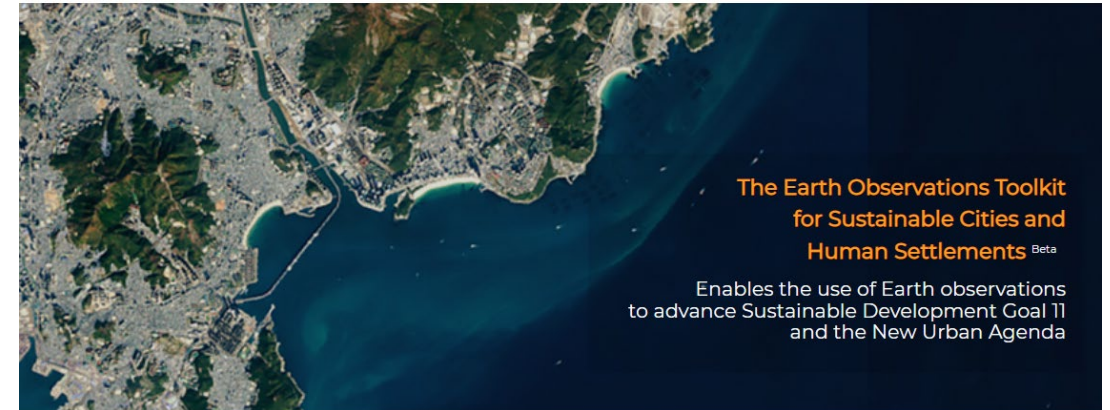 The Earth Observations Toolkit
for Sustainable Cities and
Human Settlements Beta
Enables the use of Earth observations
to advance Sustainable Development Goal 11
and the New Urban Agenda